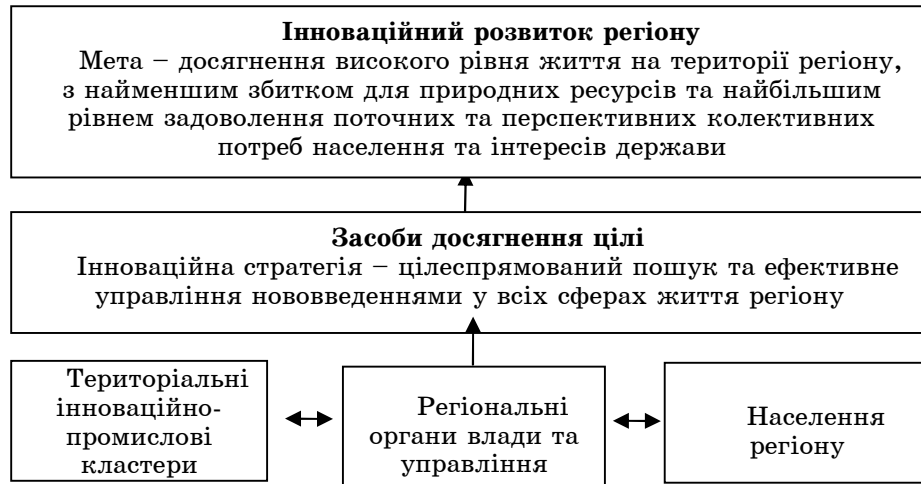 Інноваційний розвиток регіону
Мета – досягнення високого рівня життя на території регіону,
з найменшим збитком для природних ресурсів та найбільшим
рівнем задоволення поточних та перспективних колективних
потреб населення та інтересів держави
Засоби досягнення цілі
Інноваційна стратегія – цілеспрямований пошук та ефективне
управління нововведеннями у всіх сферах життя регіону
Територіальні
інноваційно-
промислові
кластери
Регіональні
органи влади та
управління
Населення
регіону